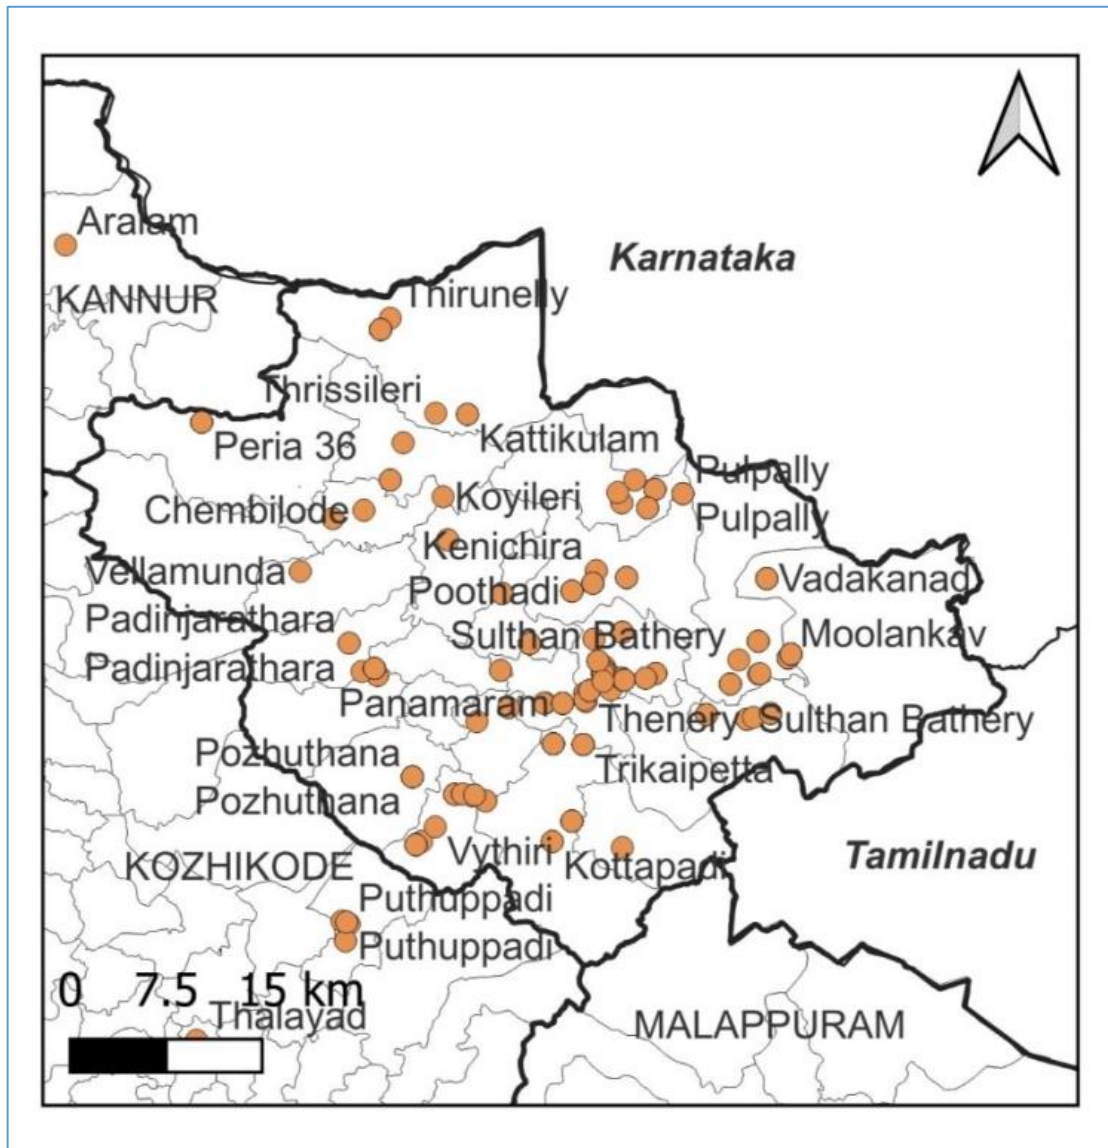 Aralam
Karnataka
KANNUR
Thirunelly
Thrissileri
Peria 36
Kattikulam
Pulpally
Chembilode
Koyileri
Pulpally
Kenichira
Vellamunda
Poothadi
Vadakanad
Padinjarathara
Sulthan Bathery
Moolankav
Padinjarathara
Panamaram
Thenery
Sulthan Bathery
Pozhuthana
Trikaipetta
Pozhuthana
Vythiri
Kottapadi
Tamilnadu
KOZHIKODE
Puthuppadi
Puthuppadi
0 7.5 15 km
Thalayad
MALAPPURAM